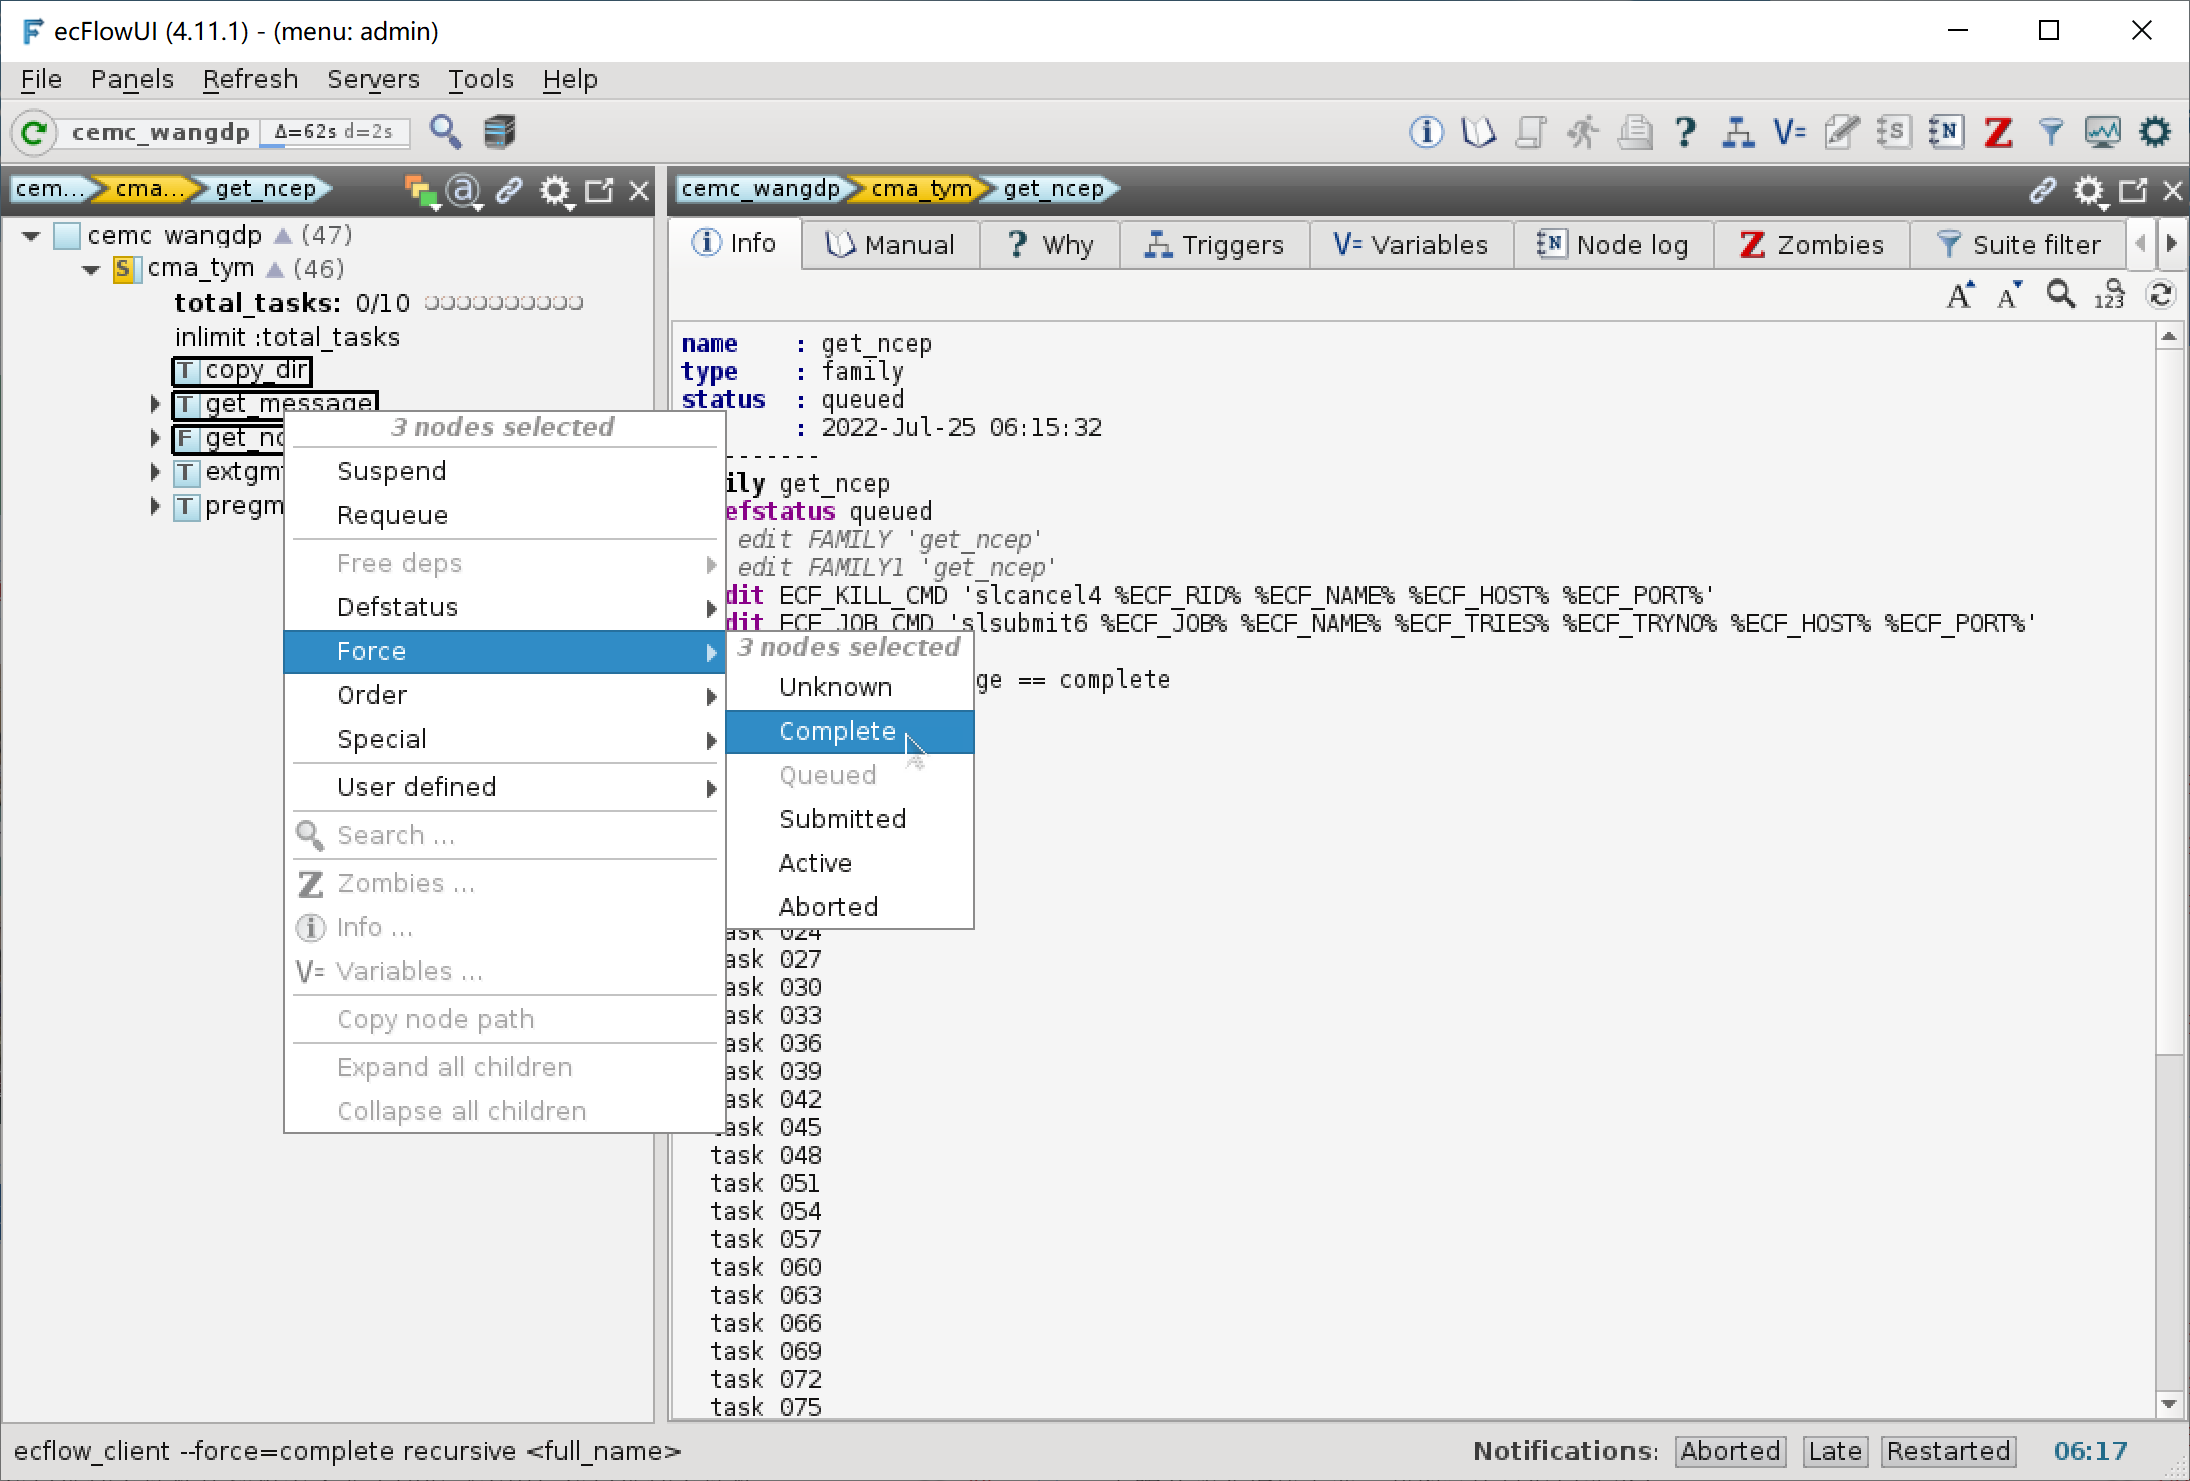 ecFlowUI (4.11.1) - (menu: admin)
File Panels Refresh Servers Tools Help
cemc_wangdp Δ=62s d=2s
cem... cma... get_ncep
cemc_wangdp cma_tym get_ncep
cemc_wangdp (47)
cma_tym (46)
total_tasks: 0/10
inlimit :total_tasks
T copy_dir
T get_message
F get_nc
T extgm
T pregm
3 nodes selected
Suspend
Requeue
Free deps
Defstatus
Force
Order
Special
User defined
Search ...
Zombies ...
Info ...
Variables ...
Copy node path
Expand all children
Collapse all children
3 nodes selected
Unknown
Complete
Queued
Submitted
Active
Aborted
Info Manual Why Triggers Variables Node log Zombies Suite filter
name : get_ncep
type : family
status : queued
: 2022-Jul-25 06:15:32
-------
ily get_ncep
efstatus queued
edit FAMILY 'get_ncep'
edit FAMILY1 'get_ncep'
dit ECF_KILL_CMD 'slcancel4 %ECF_RID% %ECF_NAME% %ECF_HOST% %ECF_PORT%'
dit ECF_JOB_CMD 'slsubmit6 %ECF_JOB% %ECF_NAME% %ECF_TRIES% %ECF_TRYNO% %ECF_HOST% %ECF_PORT%'
ge == complete
ask 024
ask 027
ask 030
ask 033
ask 036
ask 039
ask 042
ask 045
task 048
task 051
task 054
task 057
task 060
task 063
task 066
task 069
task 072
task 075
ecflow_client --force=complete recursive <full_name>
Notifications: Aborted Late Restarted 06:17